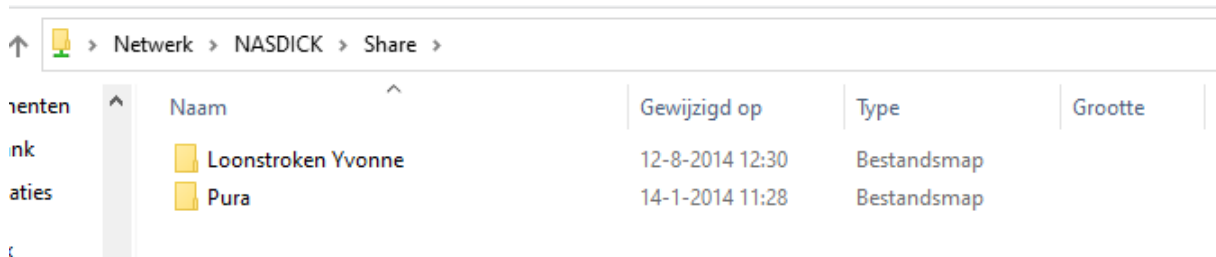 Netwerk > NASDICK > Share >
Naam Gewijzigd op Type Grootte
Loonstroken Yvonne 12-8-2014 12:30 Bestandsmap
Pura 14-1-2014 11:28 Bestandsmap